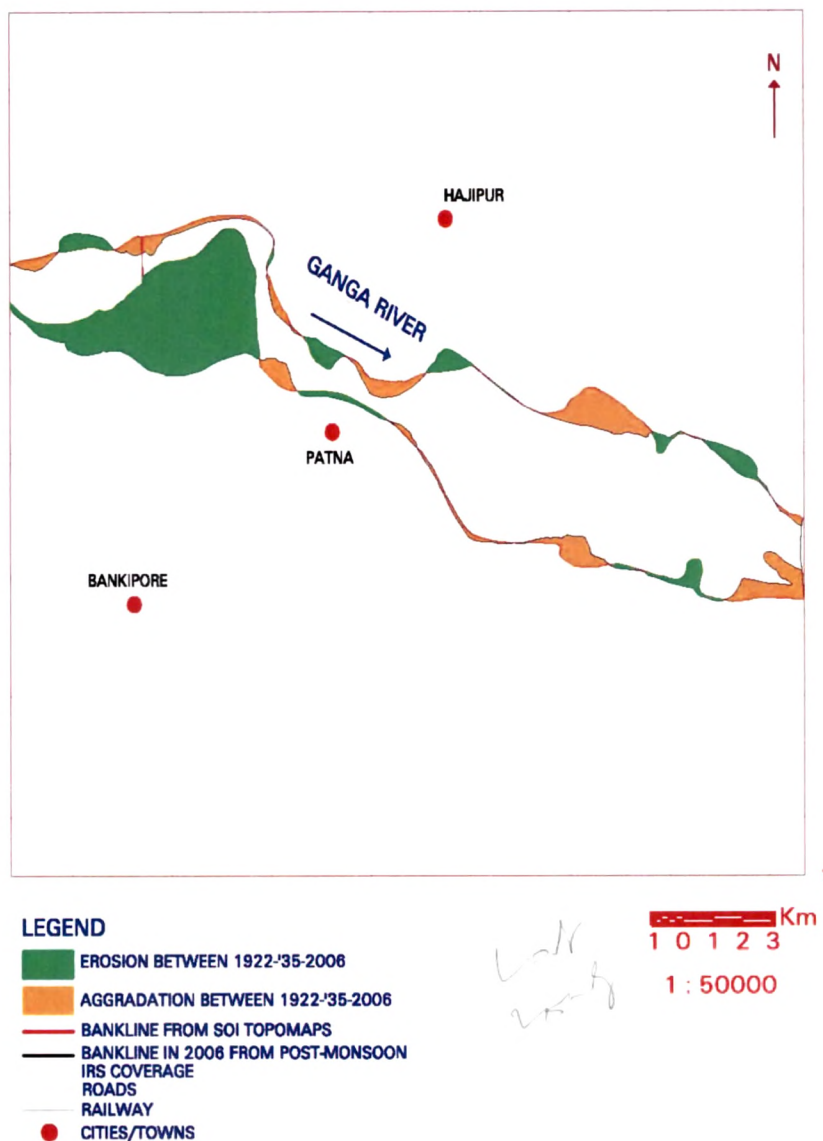 N
HAJIPUR
GANGA RIVER
PATNA
BANKIPORE
LEGEND
EROSION BETWEEN 1922-'35-2006
AGGRADATION BETWEEN 1922-'35-2006
BANKLINE FROM SOI TOPOMAPS
BANKLINE IN 2006 FROM POST-MONSOON
IRS COVERAGE
ROADS
RAILWAY
CITIES/TOWNS
Km
1 0 1 2 3
1 : 50000